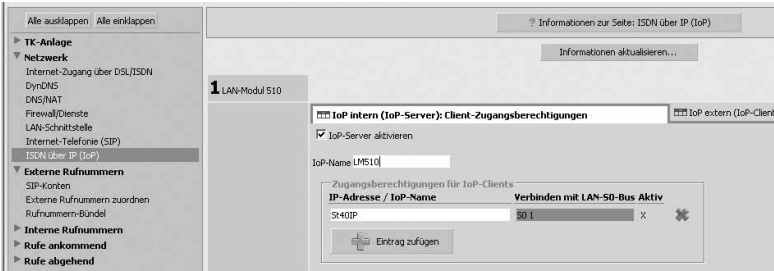 Alle ausklappen Alle einklappen
? Informationen zur Seite: ISDN über IP (IoP)
Informationen aktualisieren...
TK-Anlage
Netzwerk
Internet-Zugang über DSL/ISDN
DynDNS
DNS/NAT
Firewall/Dienste
LAN-Schnittstelle
Internet-Telefonie (SIP)
ISDN über IP (IoP)
Externe Rufnummern
SIP-Konten
Externe Rufnummern zuordnen
Rufnummern-Bündel
Interne Rufnummern
Rufe ankommend
Rufe abgehend
1 LAN-Modul 510
IoP intern (IoP-Server): Client-Zugangsberechtigungen
IoP extern (IoP-Client
IoP-Server aktivieren
IoP-Name LM510
Zugangsberechtigungen für IoP-Clients
IP-Adresse / IoP-Name Verbinden mit LAN-S0-Bus Aktiv
St40IP S0 1 X
Eintrag zufügen